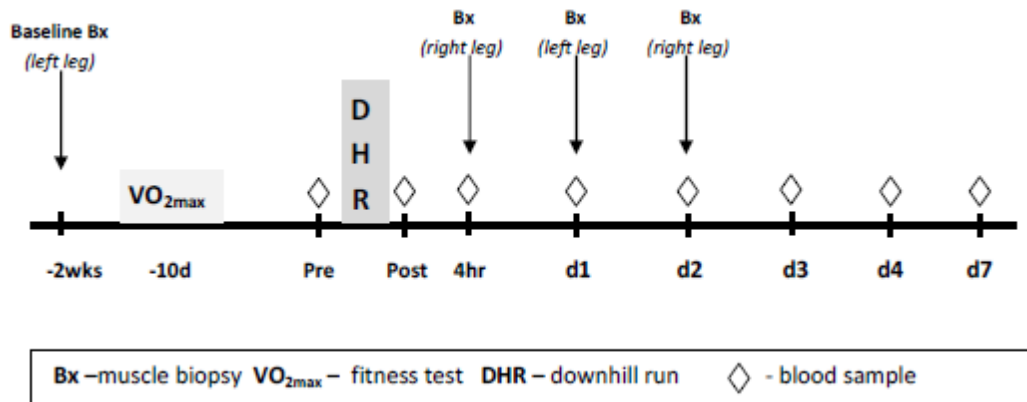 Baseline Bx
(left leg)
Bx
(right leg)
Bx
(left leg)
Bx
(right leg)
D
H
R
VO2max
-2wks -10d Pre Post 4hr d1 d2 d3 d4 d7
Bx –muscle biopsy VO2max – fitness test DHR – downhill run ◇ - blood sample